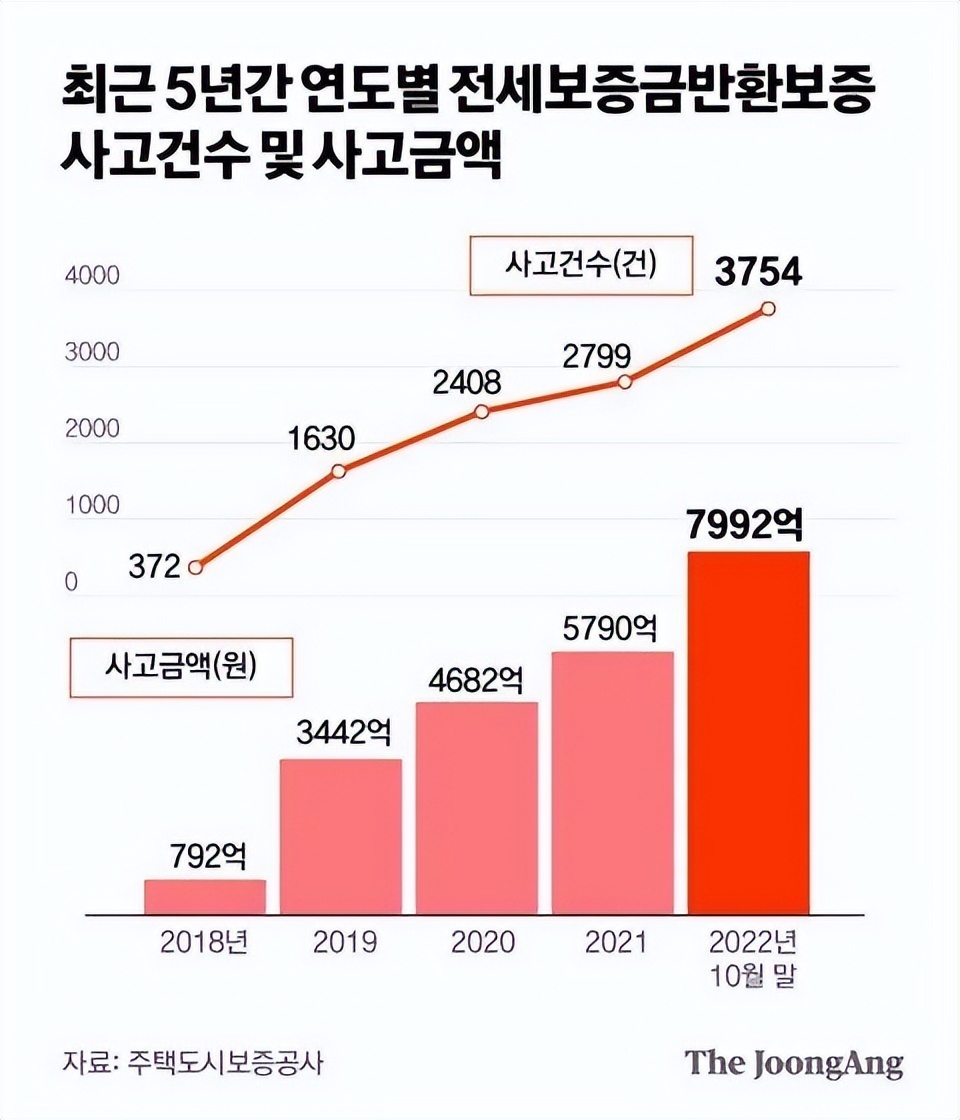 최근 5년간 연도별 전세보증금반환보증
사고건수 및 사고금액
사고건수(건)
4000
3000
2000
1000
0
372
1630
2408
2799
3754
사고금액(원)
792억
3442억
4682억
5790억
7992억
2018년
2019
2020
2021
2022년
10월 말
자료: 주택도시보증공사
The JoongAng